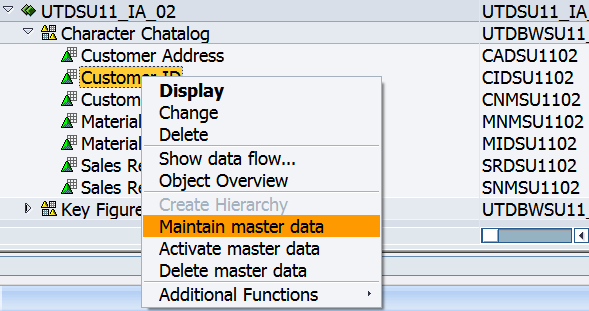 UTDSU11_IA_02 UTDSU11_IA_
Character Chatalog UTDBWSU11_
Customer Address CADSU1102
Customer ID CIDSU1102
Custom CNMSU1102
Material MNMSU1102
Material MIDSU1102
Sales Re SRDSU1102
Sales Re SNMSU1102
Key Figure UTDBWSU11_
Display
Change
Delete
Show data flow...
Object Overview
Create Hierarchy
Maintain master data
Activate master data
Delete master data
Additional Functions